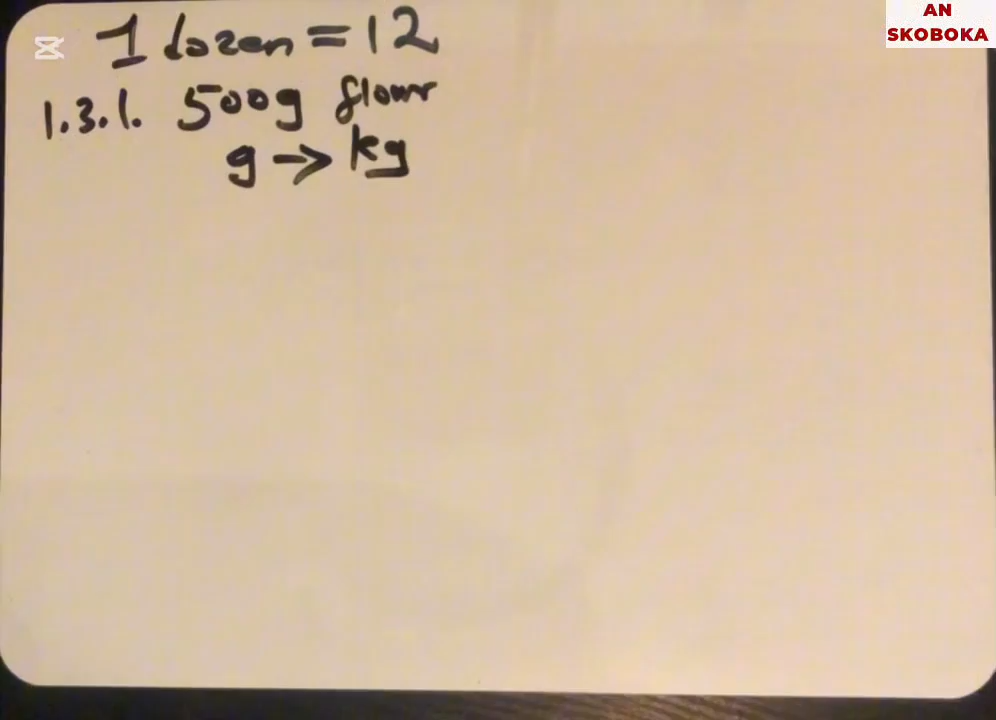 AN
SKOBOKA
1 dozen = 12
1.3.1. 500g flour
g → kg